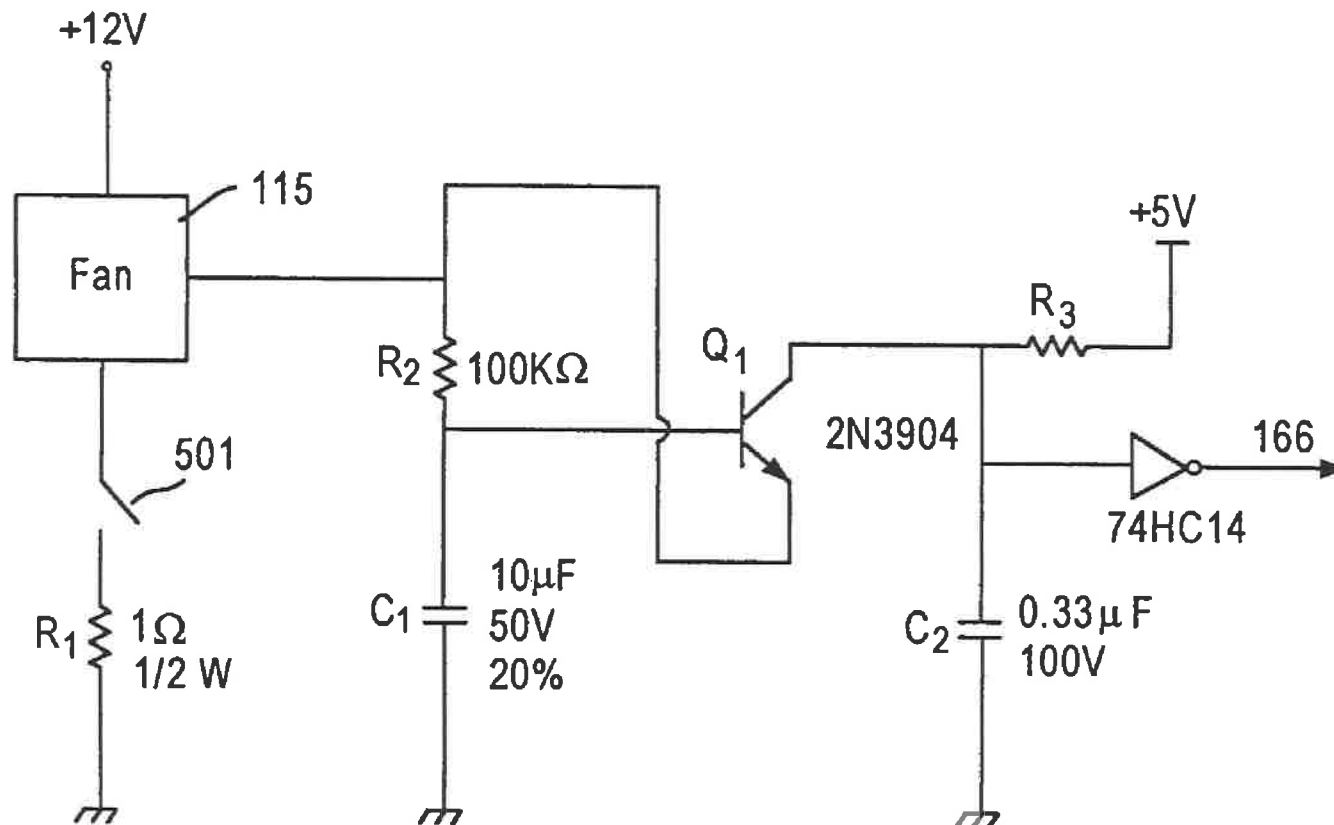 +12V
115
Fan
+5V
R3
Q1
R2 100KΩ
2N3904
166
501
74HC14
C1 10μF
50V
20%
R1 1Ω
1/2 W
C2 0.33μF
100V